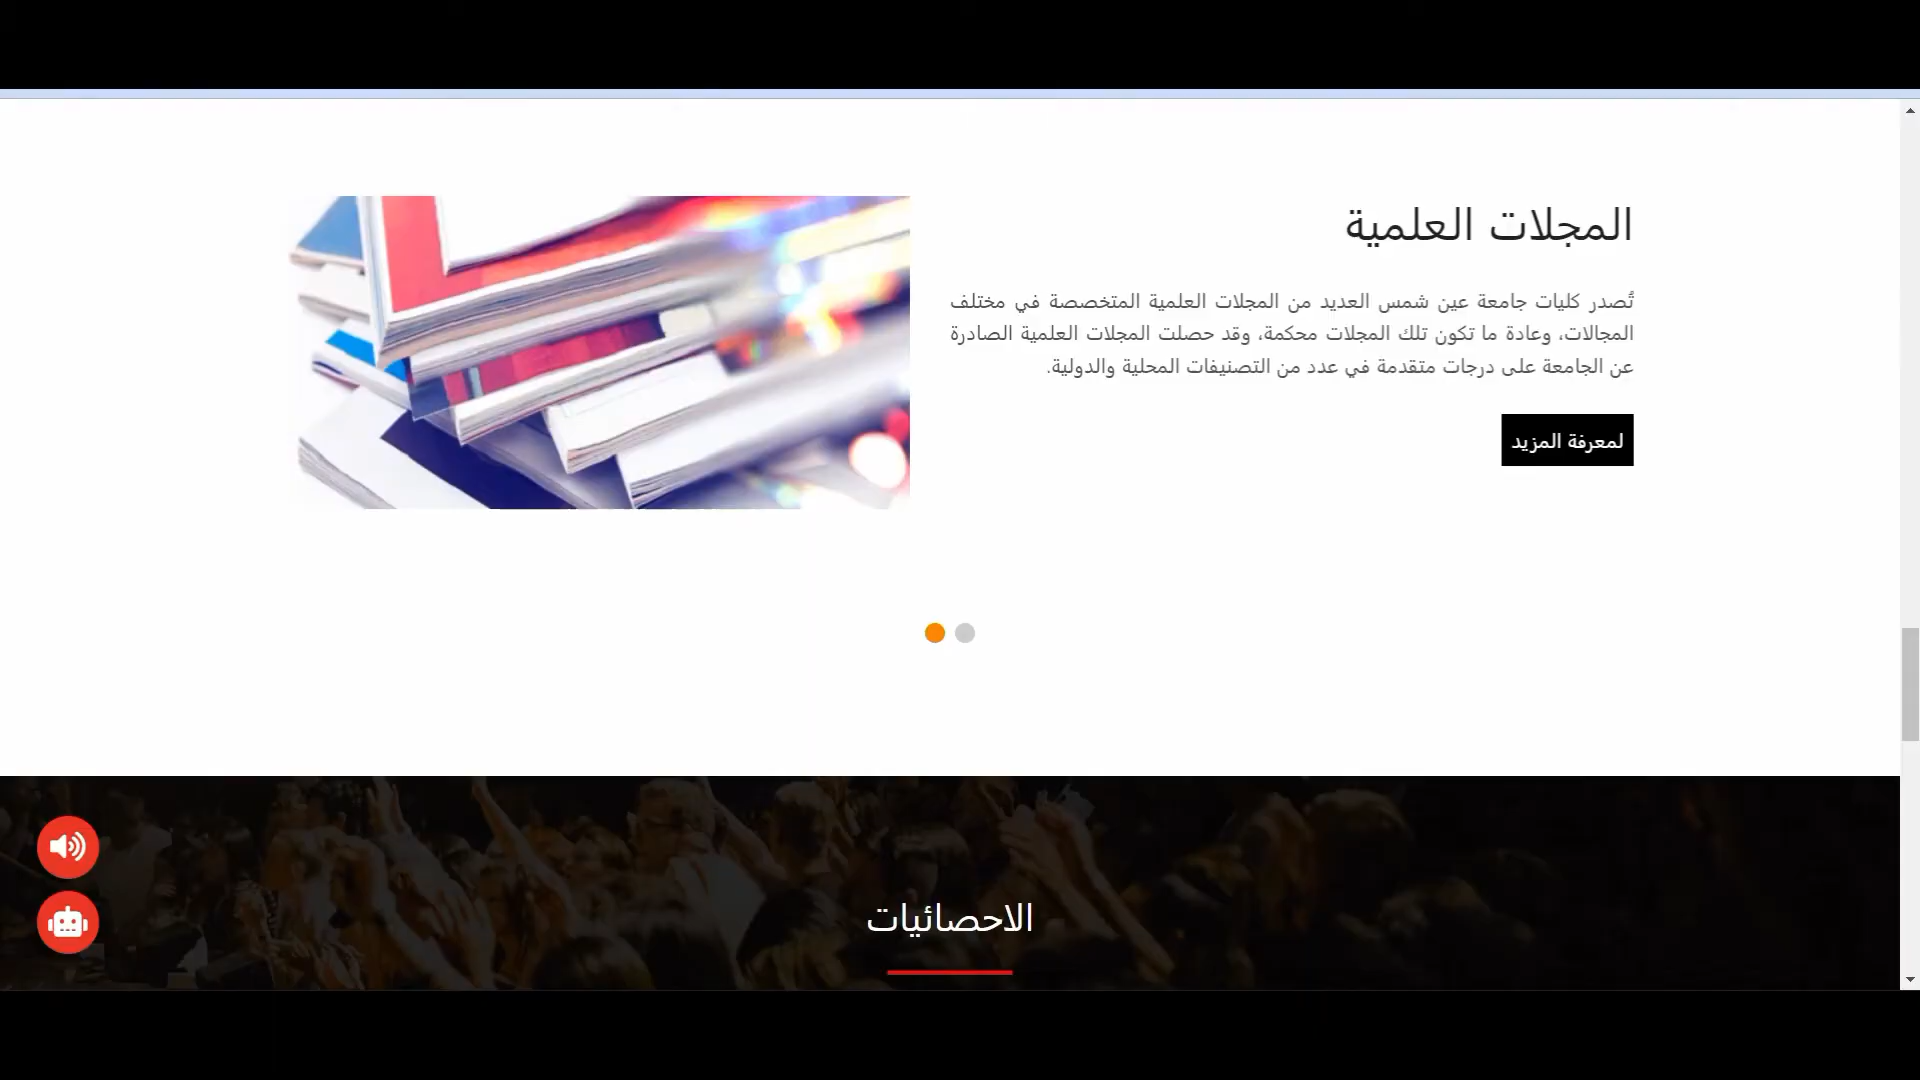 المجلات العلمية
تُصدر كليات جامعة عين شمس العديد من المجلات العلمية المتخصصة في مختلف
المجالات، وعادة ما تكون تلك المجلات محكمة، وقد حصلت المجلات العلمية الصادرة
عن الجامعة على درجات متقدمة في عدد من التصنيفات المحلية والدولية.
لمعرفة المزيد
الاحصائيات